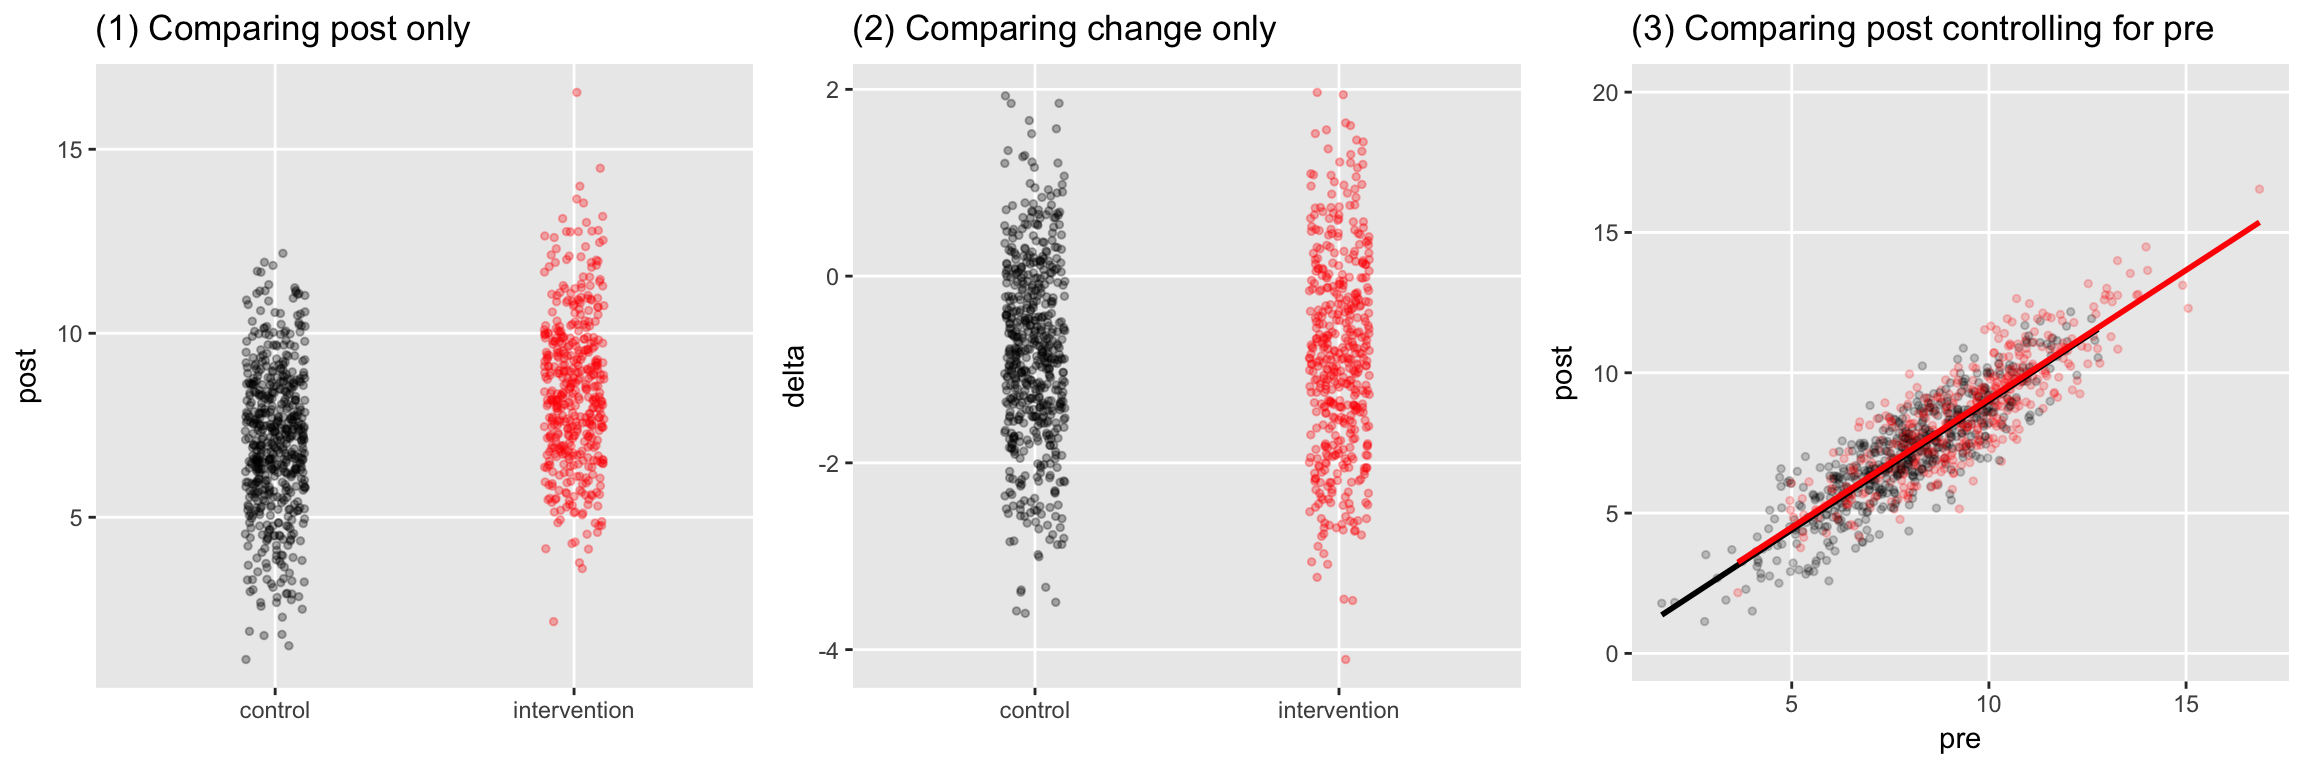 (1) Comparing post only
post
15
10
5
control intervention
(2) Comparing change only
delta
2
0
-2
-4
control intervention
(3) Comparing post controlling for pre
post
20
15
10
5
0
5 10 15
pre